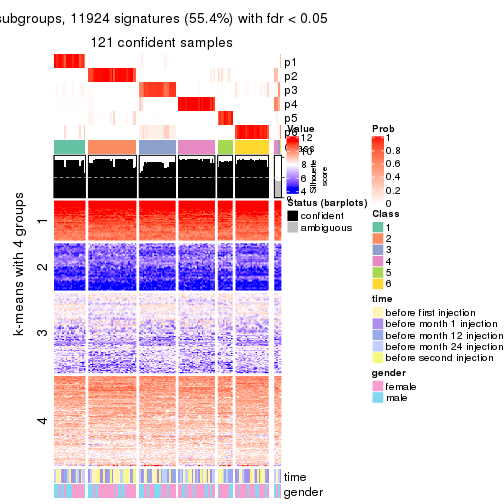 subgroups, 11924 signatures (55.4%) with fdr < 0.05
121 confident samples
p1
p2
p3
p4
p5
k-means with 4 groups
1
2
3
4
Value
12
10
8
6
4
Silhouette
score
Prob
1
0.8
0.6
0.4
0.2
0
Status (barplots)
confident
ambiguous
Class
1
2
3
4
5
6
time
before first injection
before month 1 injection
before month 12 injection
before month 24 injection
before second injection
gender
female
male
time
gender